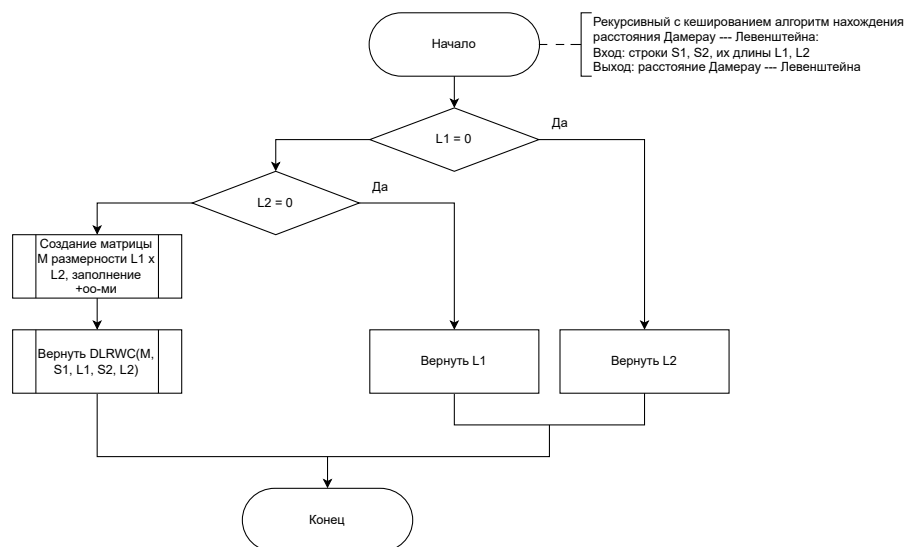 Начало
Рекурсивный с кешированием алгоритм нахождения
расстояния Дамерау --- Левенштейна:
Вход: строки S1, S2, их длины L1, L2
Выход: расстояние Дамерау --- Левенштейна
L1 = 0
Да
L2 = 0
Да
Создание матрицы
M размерности L1 x
L2, заполнение
+oo-ми
Вернуть DLRWC(M,
S1, L1, S2, L2)
Вернуть L1
Вернуть L2
Конец